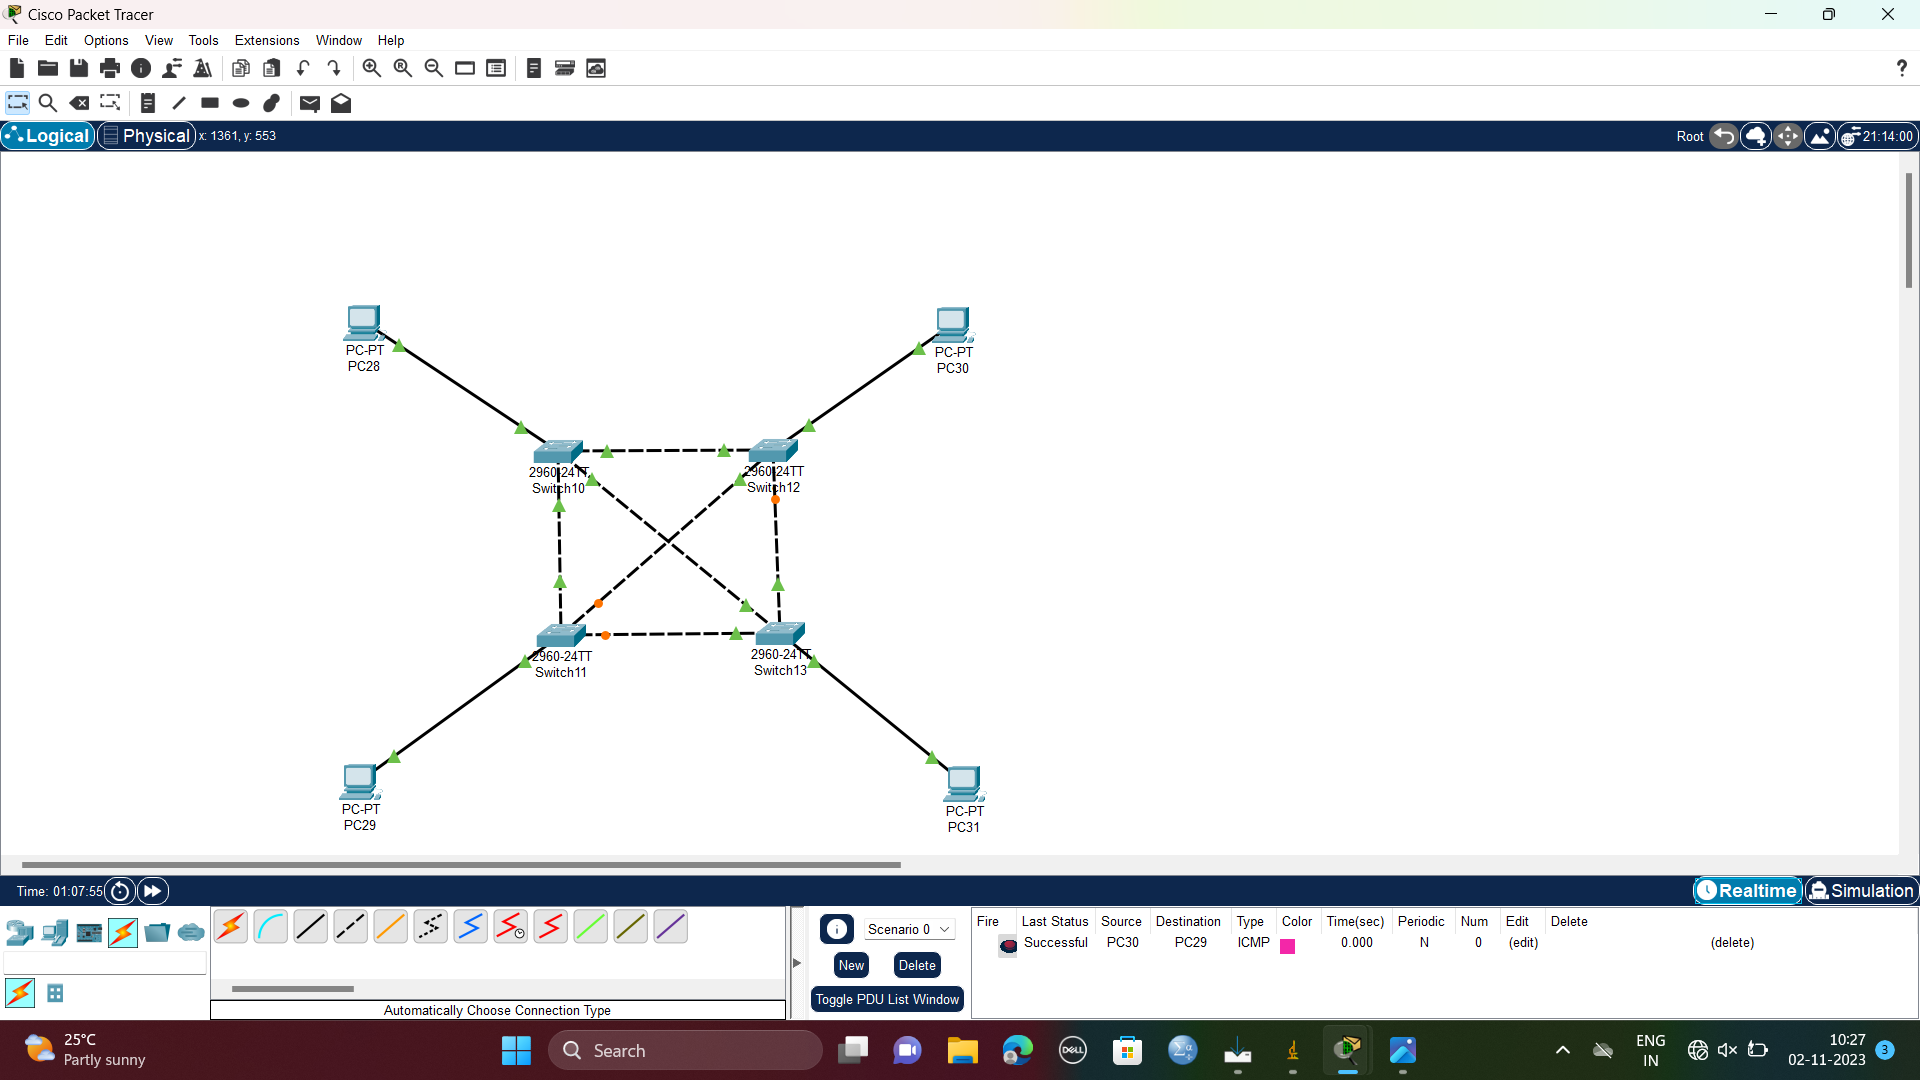 Cisco Packet Tracer
File Edit Options View Tools Extensions Window Help
?
Logical Physical x: 1361, y: 553 Root 21:14:00
PC-PT
PC28
PC-PT
PC30
2960-24TT
Switch10
2960-24TT
Switch12
2960-24TT
Switch11
2960-24TT
Switch13
PC-PT
PC29
PC-PT
PC31
Time: 01:07:55 Realtime Simulation
Scenario 0
New Delete
Toggle PDU List Window
Fire Last Status Source Destination Type Color Time(sec) Periodic Num Edit Delete
Successful PC30 PC29 ICMP 0.000 N 0 (edit) (delete)
Automatically Choose Connection Type
25°C
Partly sunny
Search
DELL
Σα
ENG
IN
10:27
02-11-2023
3